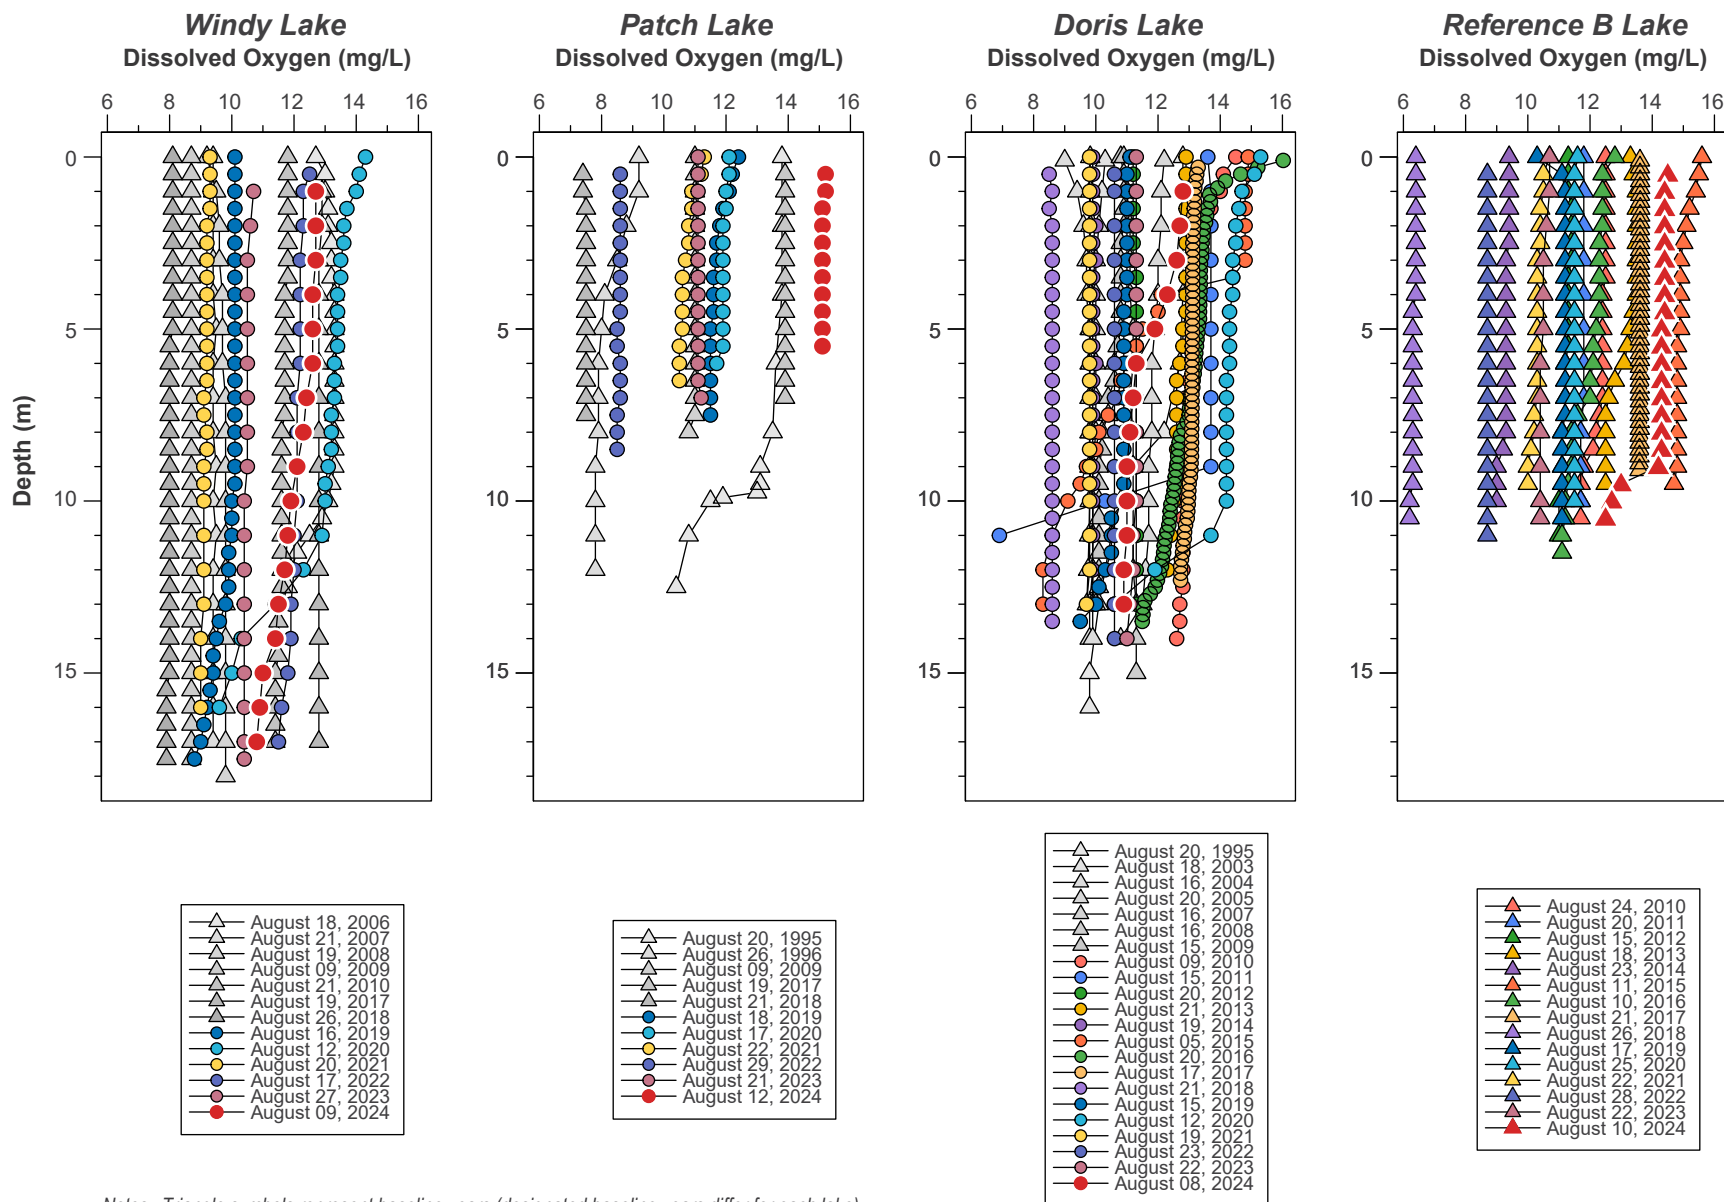 Windy Lake
Dissolved Oxygen (mg/L)
6 8 10 12 14 16
Patch Lake
Dissolved Oxygen (mg/L)
6 8 10 12 14 16
Doris Lake
Dissolved Oxygen (mg/L)
6 8 10 12 14 16
Reference B Lake
Dissolved Oxygen (mg/L)
6 8 10 12 14 16
Depth (m)
0
5
10
15
0
5
10
15
0
5
10
15
0
5
10
15
August 18, 2006
August 21, 2007
August 19, 2008
August 09, 2009
August 21, 2010
August 19, 2017
August 26, 2018
August 16, 2019
August 12, 2020
August 20, 2021
August 17, 2022
August 27, 2023
August 09, 2024
August 20, 1995
August 26, 1996
August 09, 2009
August 19, 2017
August 21, 2018
August 18, 2019
August 17, 2020
August 22, 2021
August 29, 2022
August 21, 2023
August 12, 2024
August 20, 1995
August 18, 2003
August 16, 2004
August 20, 2005
August 16, 2007
August 16, 2008
August 15, 2009
August 09, 2010
August 15, 2011
August 20, 2012
August 21, 2013
August 19, 2014
August 05, 2015
August 20, 2016
August 17, 2017
August 21, 2018
August 15, 2019
August 12, 2020
August 19, 2021
August 23, 2022
August 22, 2023
August 08, 2024
August 24, 2010
August 20, 2011
August 15, 2012
August 18, 2013
August 23, 2014
August 11, 2015
August 10, 2016
August 21, 2017
August 26, 2018
August 17, 2019
August 25, 2020
August 22, 2021
August 28, 2022
August 22, 2023
August 10, 2024